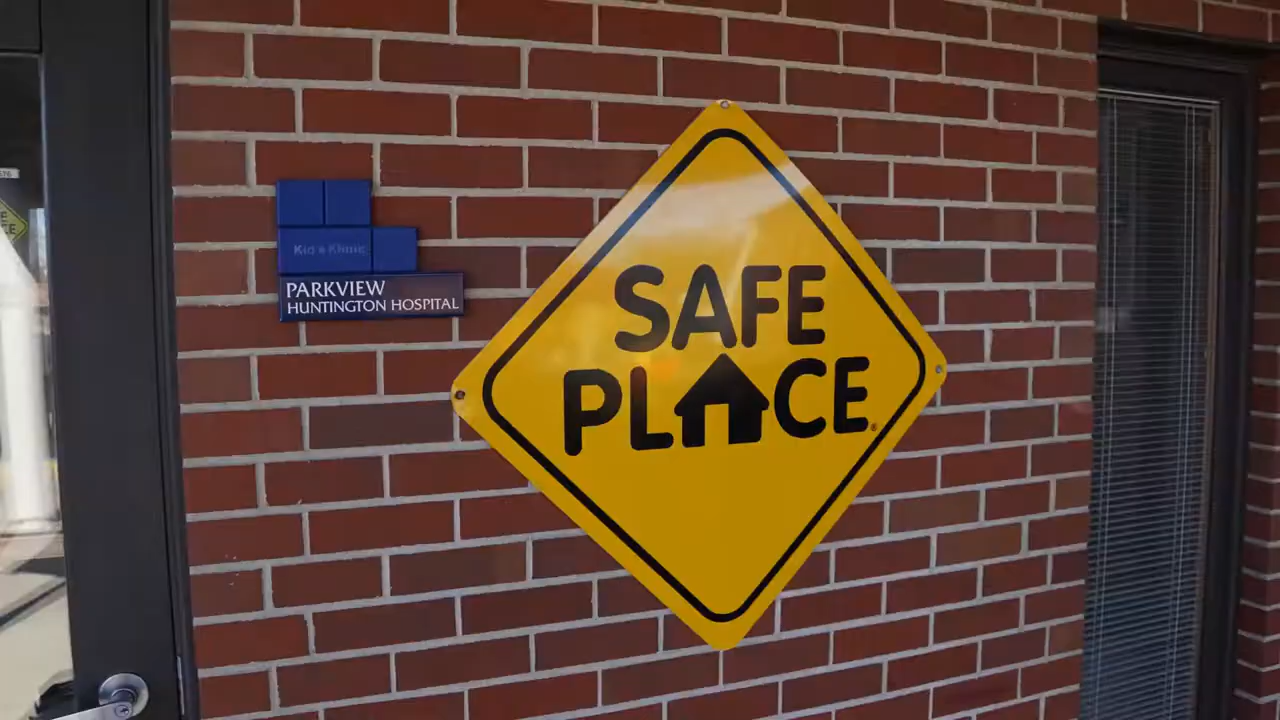 Kid's Klinic
PARKVIEW
HUNTINGTON HOSPITAL
SAFE
PLACE